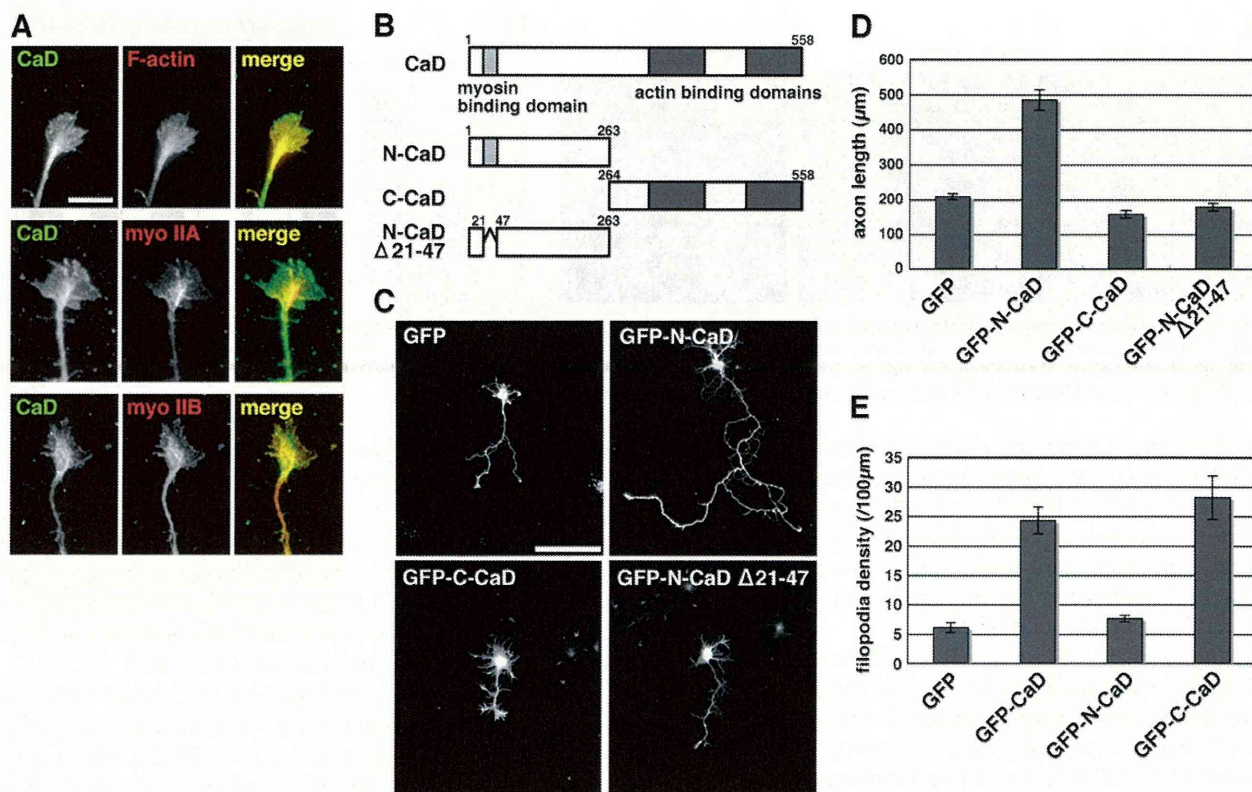 A
CaD F-actin merge
CaD myo IIA merge
CaD myo IIB merge
B
1 558
CaD
myosin binding domain
actin binding domains
1 263
N-CaD
264 558
C-CaD
21 47 263
N-CaD
Δ21-47
C
GFP GFP-N-CaD
GFP-C-CaD GFP-N-CaD Δ21-47
D
axon length (µm)
600
500
400
300
200
100
0
GFP
GFP-N-CaD
GFP-C-CaD
GFP-N-CaD
Δ21-47
E
filopodia density (/100µm)
35
30
25
20
15
10
5
0
GFP
GFP-CaD
GFP-N-CaD
GFP-C-CaD